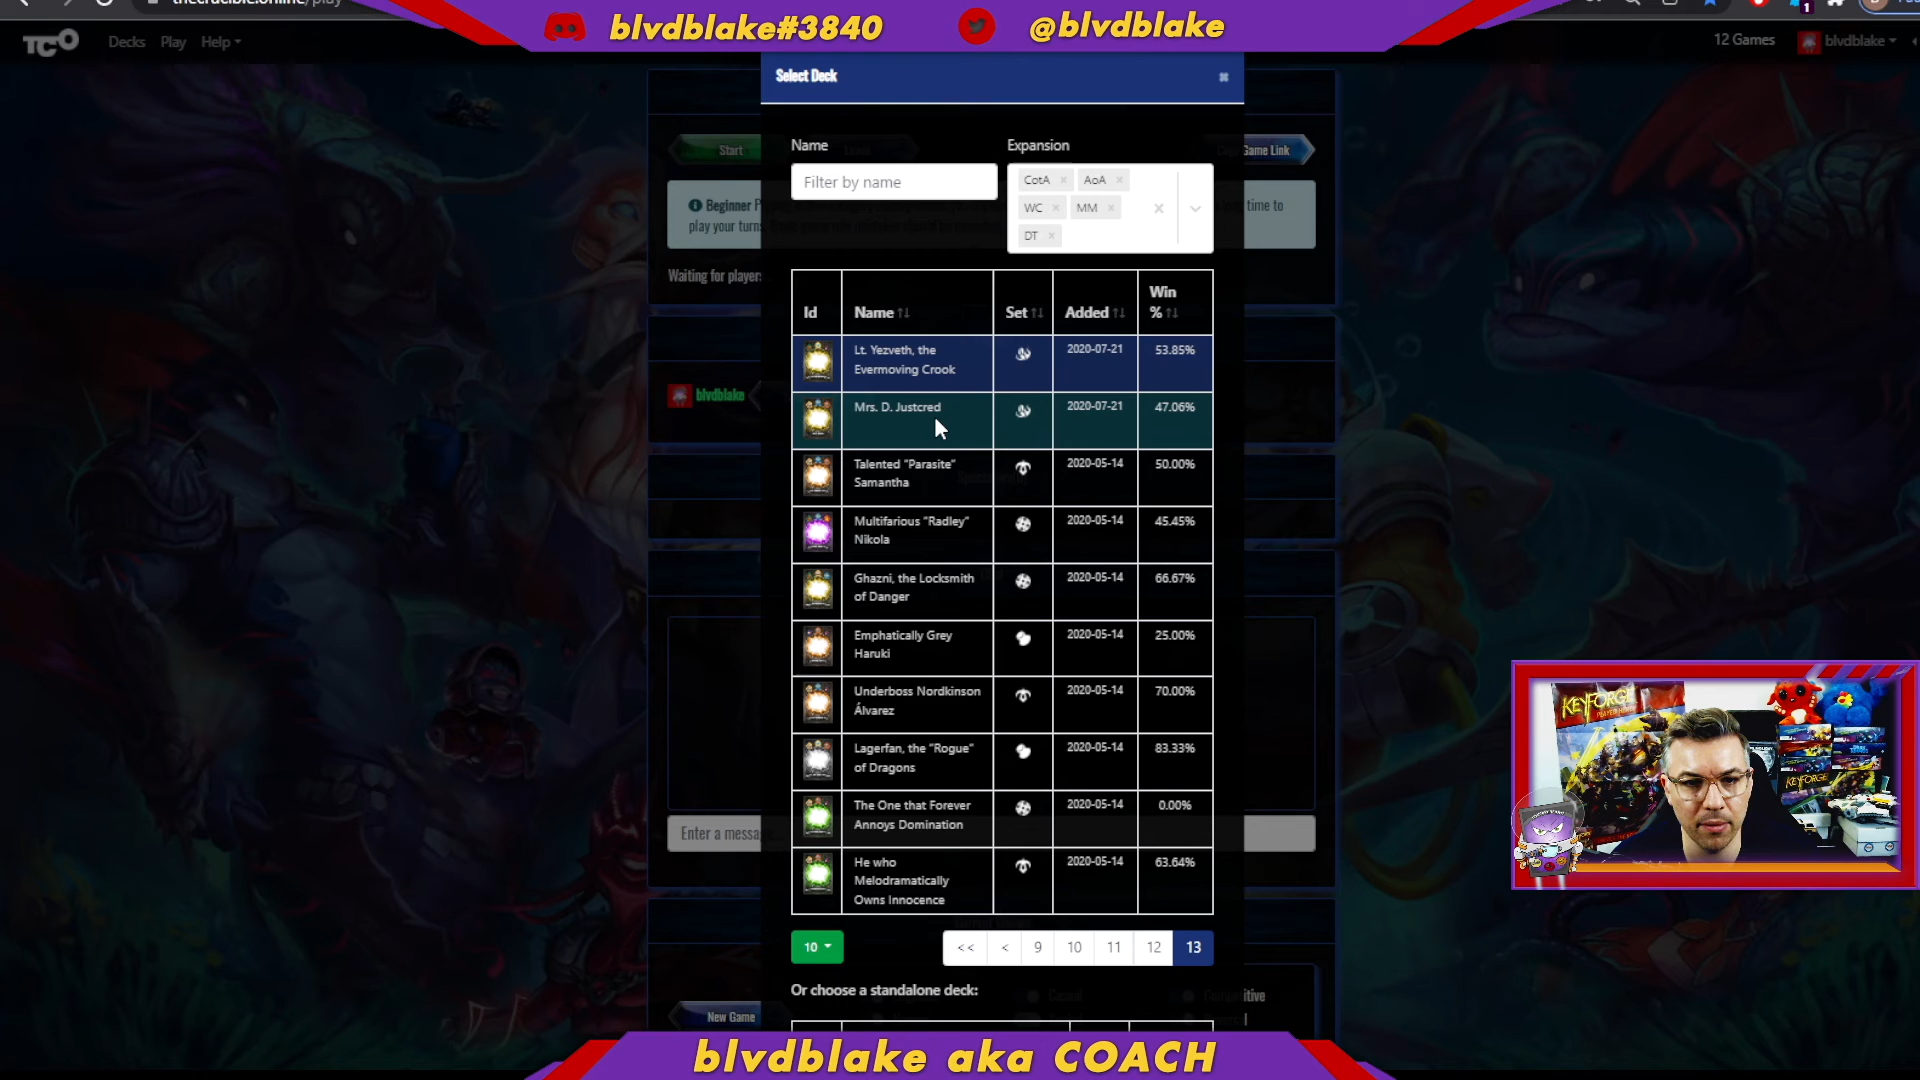 blvdblake#3840
@blvdblake
TCO
Decks
Play
Help
12 Games
blvdblake
Select Deck
Start
Game Link
Name
Expansion
Filter by name
CotA × AoA ×
WC × MM ×
DT ×
Beginner
time to
play your turns.
Waiting for players
Id
Name
Set
Added
Win
%
Lt. Yezveth, the
Evermoving Crook
2020-07-21
53.85%
blvdblake
Mrs. D. Justcred
2020-07-21
47.06%
Talented "Parasite"
Samantha
2020-05-14
50.00%
Multifarious "Radley"
Nikola
2020-05-14
45.45%
Ghazni, the Locksmith
of Danger
2020-05-14
66.67%
Emphatically Grey
Haruki
2020-05-14
25.00%
Underboss Nordkinson
Álvarez
2020-05-14
70.00%
Lagerfan, the "Rogue"
of Dragons
2020-05-14
83.33%
The One that Forever
Annoys Domination
2020-05-14
0.00%
Enter a messa
He who
Melodramatically
Owns Innocence
2020-05-14
63.64%
KEYFORGE
KEYFORGE
10
<< < 9 10 11 12 13
Or choose a standalone deck:
Casual
New Game
blvdblake aka COACH